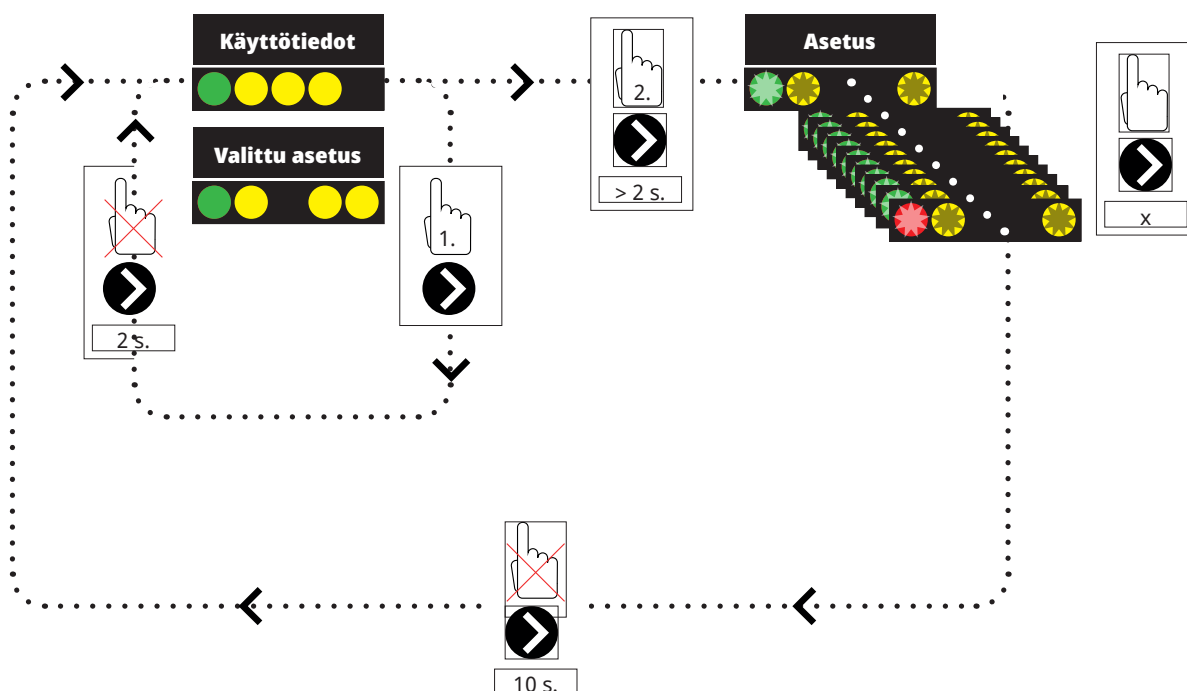 Käyttötiedot
Valittu asetus
2 s.
1.
2.
> 2 s.
Asetus
x
10 s.